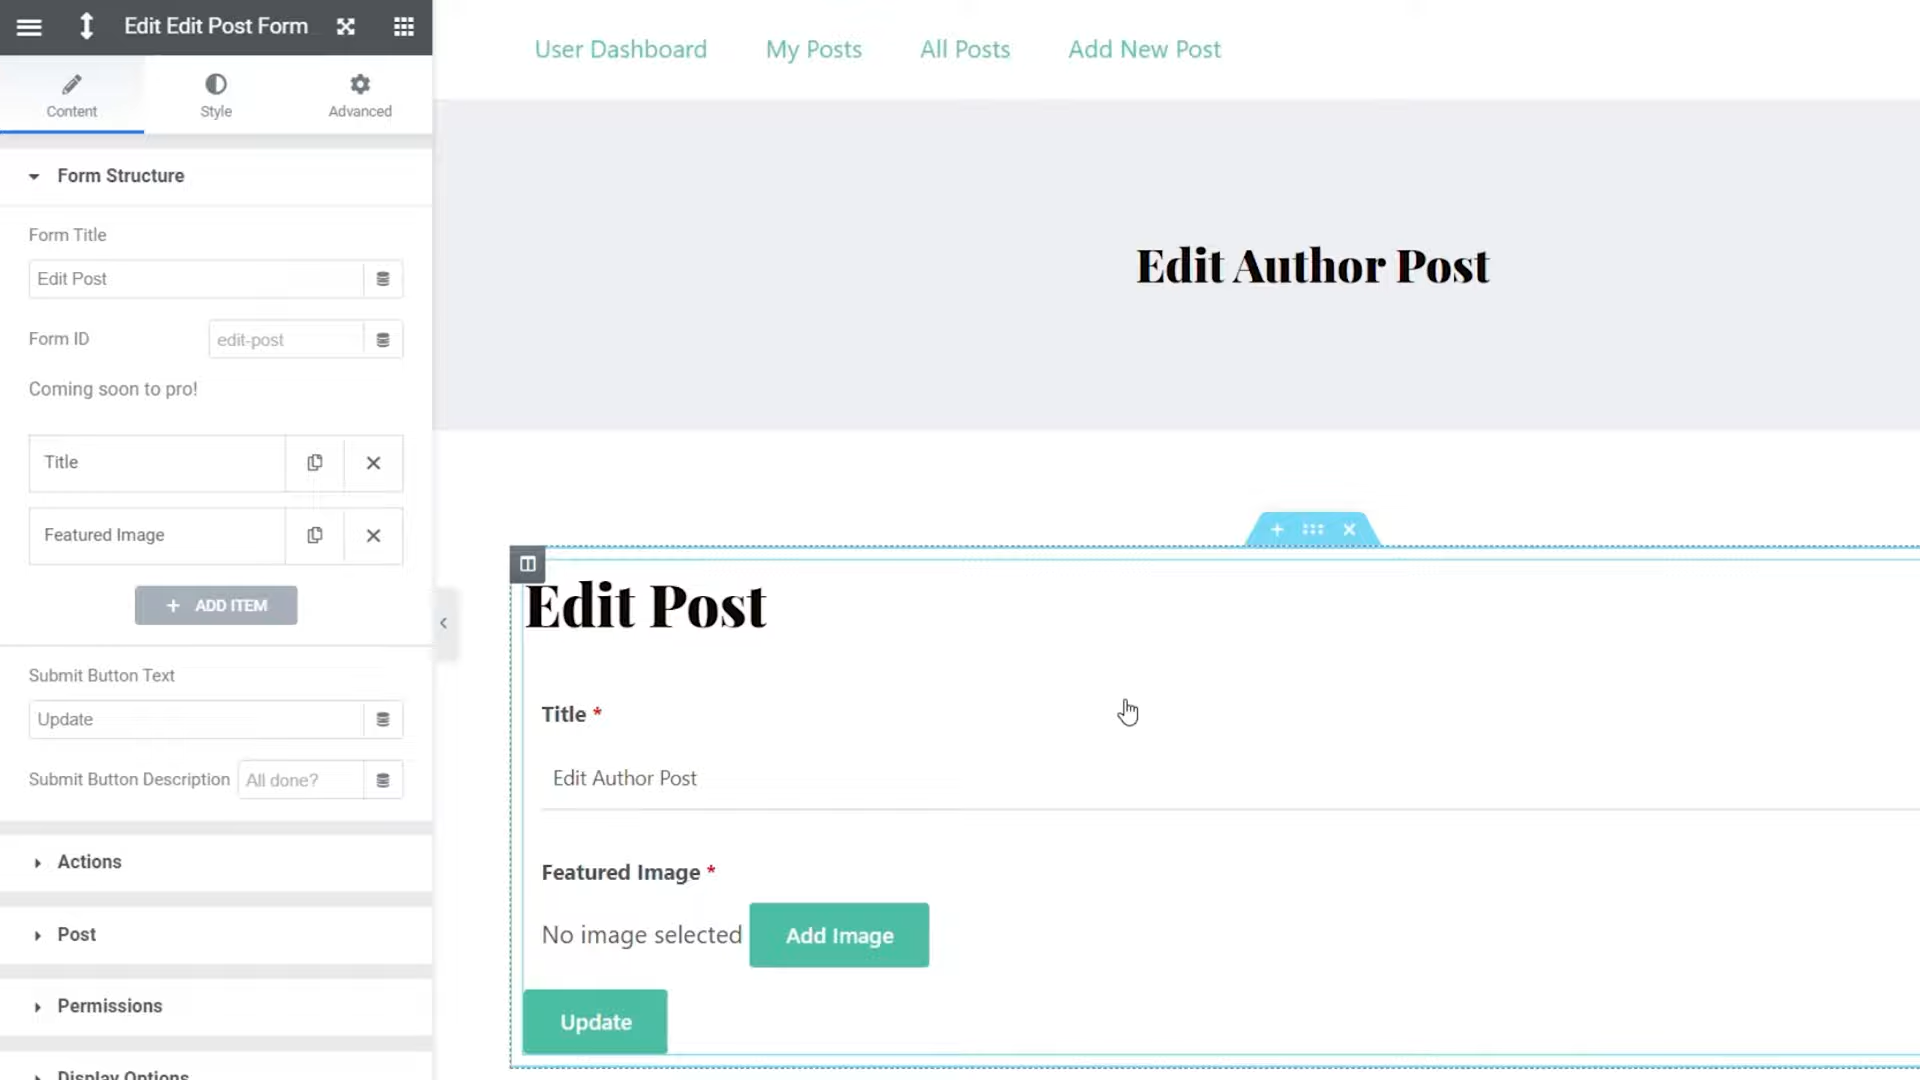 Edit Edit Post Form
Content
Style
Advanced
Form Structure
Form Title
Edit Post
Form ID
edit-post
Coming soon to pro!
Title
Featured Image
ADD ITEM
Submit Button Text
Update
Submit Button Description
All done?
Actions
Post
Permissions
Display Options
User Dashboard
My Posts
All Posts
Add New Post
Edit Author Post
Edit Post
Title *
Edit Author Post
Featured Image *
No image selected
Add Image
Update